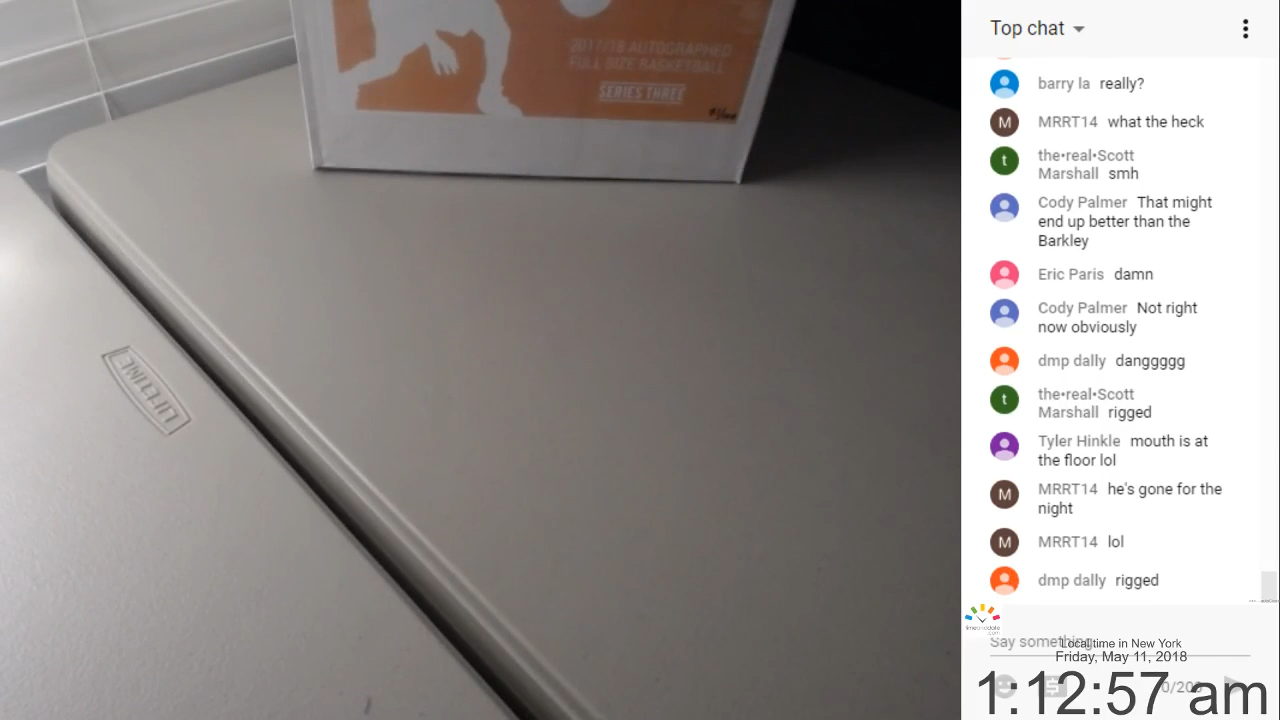 2017/18 AUTOGRAPHED
FULL SIZE BASKETBALL
SERIES THREE
LIFETIME
Top chat
barry la really?
MRRT14 what the heck
the•real•Scott
Marshall smh
Cody Palmer That might
end up better than the
Barkley
Eric Paris damn
Cody Palmer Not right
now obviously
dmp dally danggggg
the•real•Scott
Marshall rigged
Tyler Hinkle mouth is at
the floor lol
MRRT14 he's gone for the
night
MRRT14 lol
dmp dally rigged
Say something...
Local time in New York
Friday, May 11, 2018
0/200
1:12:57 am